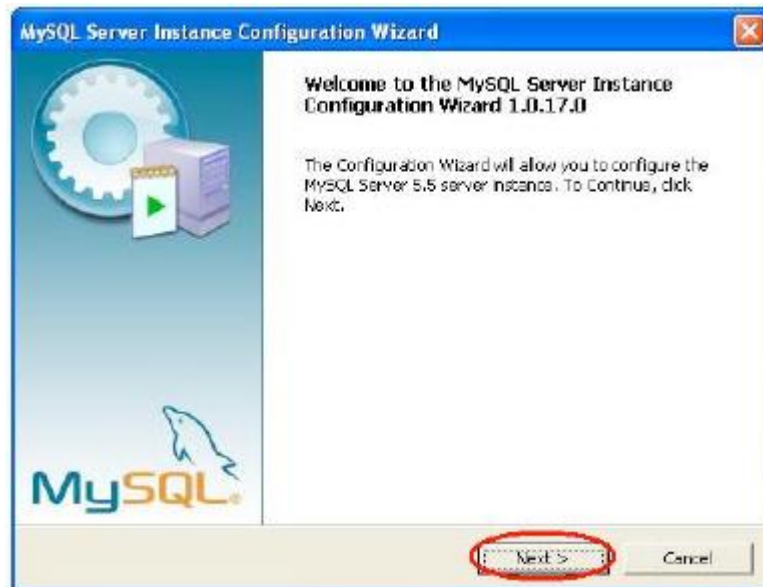 MySQL Server Instance Configuration Wizard
Welcome to the MySQL Server Instance
Configuration Wizard 1.0.17.0
The Configuration Wizard will allow you to configure the
MySQL Server 5.5 server instance. To Continue, click
Next.
MySQL
Next >
Cancel